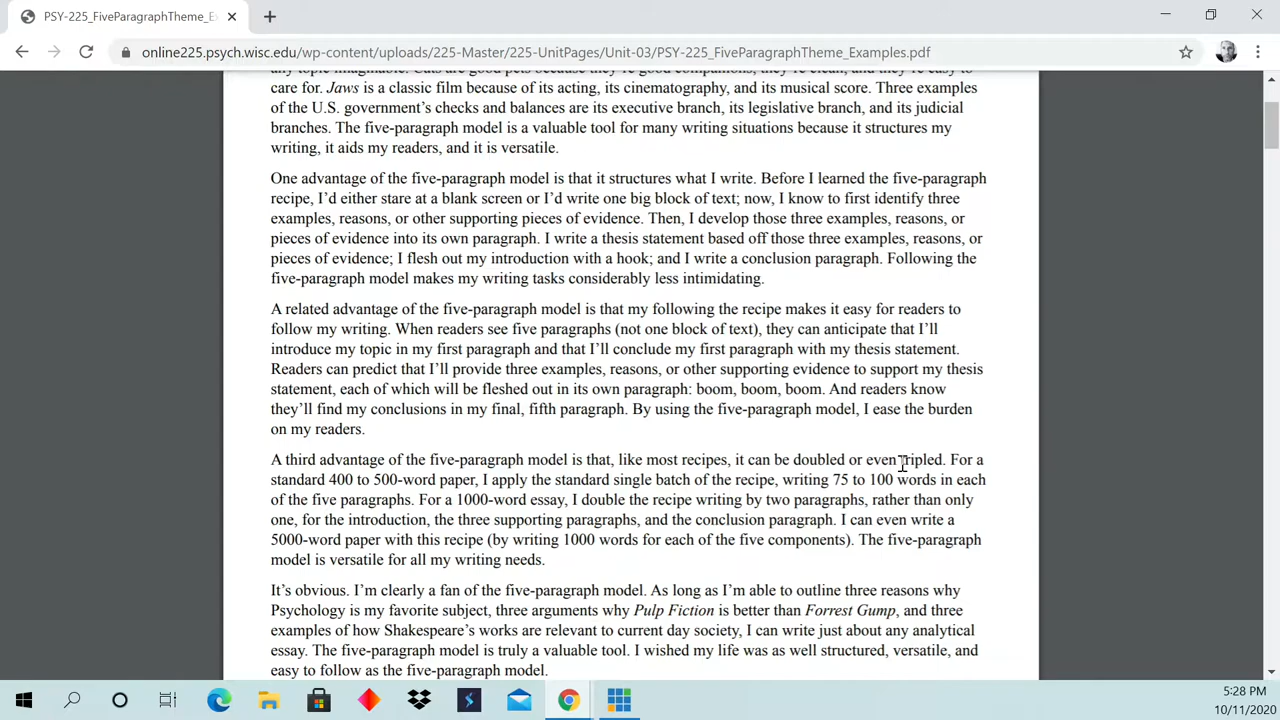 PSY-225_FiveParagraphTheme_E
online225.psych.wisc.edu/wp-content/uploads/225-Master/225-UnitPages/Unit-03/PSY-225_FiveParagraphTheme_Examples.pdf
any topic imaginable. Cats are good pets because they're good companions, they're clean, and they're easy to
care for. Jaws is a classic film because of its acting, its cinematography, and its musical score. Three examples
of the U.S. government's checks and balances are its executive branch, its legislative branch, and its judicial
branches. The five-paragraph model is a valuable tool for many writing situations because it structures my
writing, it aids my readers, and it is versatile.
One advantage of the five-paragraph model is that it structures what I write. Before I learned the five-paragraph
recipe, I'd either stare at a blank screen or I'd write one big block of text; now, I know to first identify three
examples, reasons, or other supporting pieces of evidence. Then, I develop those three examples, reasons, or
pieces of evidence into its own paragraph. I write a thesis statement based off those three examples, reasons, or
pieces of evidence; I flesh out my introduction with a hook; and I write a conclusion paragraph. Following the
five-paragraph model makes my writing tasks considerably less intimidating.
A related advantage of the five-paragraph model is that my following the recipe makes it easy for readers to
follow my writing. When readers see five paragraphs (not one block of text), they can anticipate that I'll
introduce my topic in my first paragraph and that I'll conclude my first paragraph with my thesis statement.
Readers can predict that I'll provide three examples, reasons, or other supporting evidence to support my thesis
statement, each of which will be fleshed out in its own paragraph: boom, boom, boom. And readers know
they'll find my conclusions in my final, fifth paragraph. By using the five-paragraph model, I ease the burden
on my readers.
A third advantage of the five-paragraph model is that, like most recipes, it can be doubled or even tripled. For a
standard 400 to 500-word paper, I apply the standard single batch of the recipe, writing 75 to 100 words in each
of the five paragraphs. For a 1000-word essay, I double the recipe writing by two paragraphs, rather than only
one, for the introduction, the three supporting paragraphs, and the conclusion paragraph. I can even write a
5000-word paper with this recipe (by writing 1000 words for each of the five components). The five-paragraph
model is versatile for all my writing needs.
It's obvious. I'm clearly a fan of the five-paragraph model. As long as I'm able to outline three reasons why
Psychology is my favorite subject, three arguments why Pulp Fiction is better than Forrest Gump, and three
examples of how Shakespeare's works are relevant to current day society, I can write just about any analytical
essay. The five-paragraph model is truly a valuable tool. I wished my life was as well structured, versatile, and
easy to follow as the five-paragraph model.
5:28 PM
10/11/2020